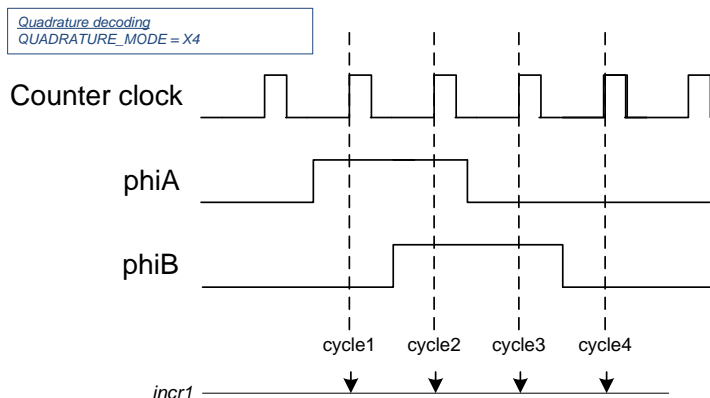 Quadrature decoding
QUADRATURE_MODE = X4
Counter clock
phiA
phiB
cycle1 cycle2 cycle3 cycle4
incr1